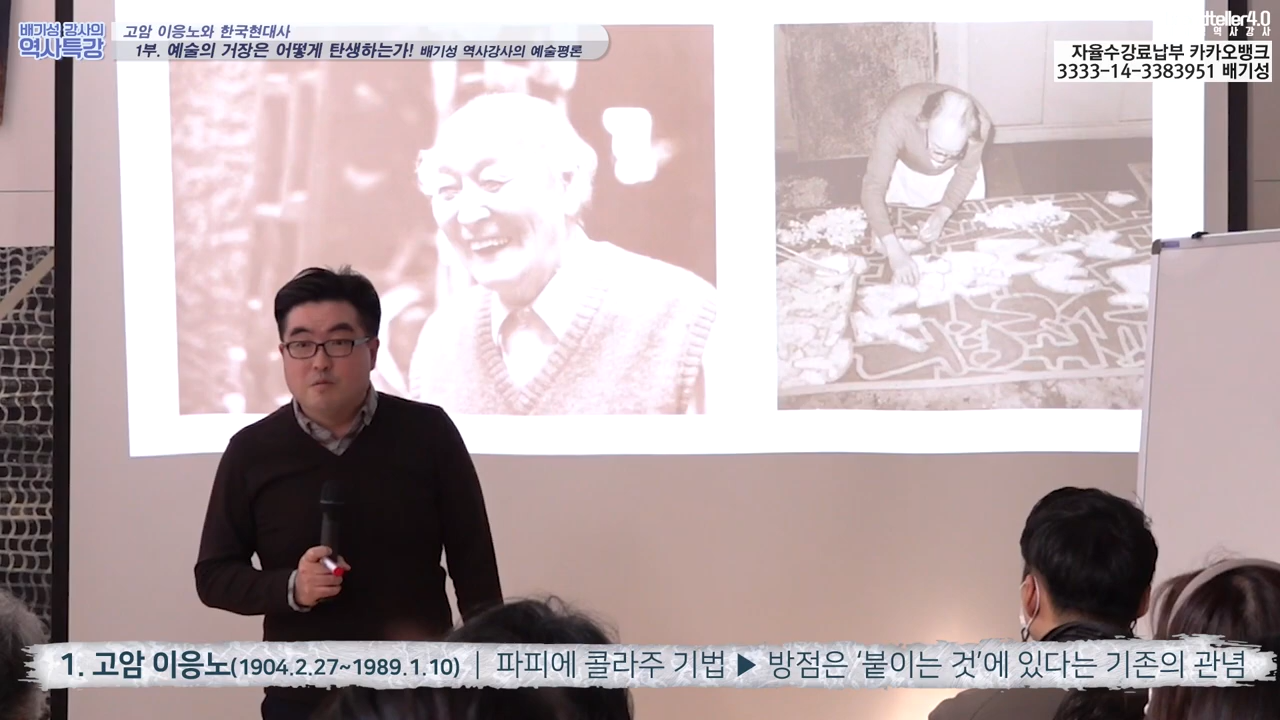 배기성 강사의
역사특강
고암 이응노와 한국현대사
1부. 예술의 거장은 어떻게 탄생하는가! 배기성 역사강사의 예술평론
dteller4.0
역사강사
자율수강료납부 카카오뱅크
3333-14-3383951 배기성
1. 고암 이응노(1904.2.27~1989.1.10) | 파피에 콜라주 기법 ▶ 방점은 ‘붙이는 것’에 있다는 기존의 관념